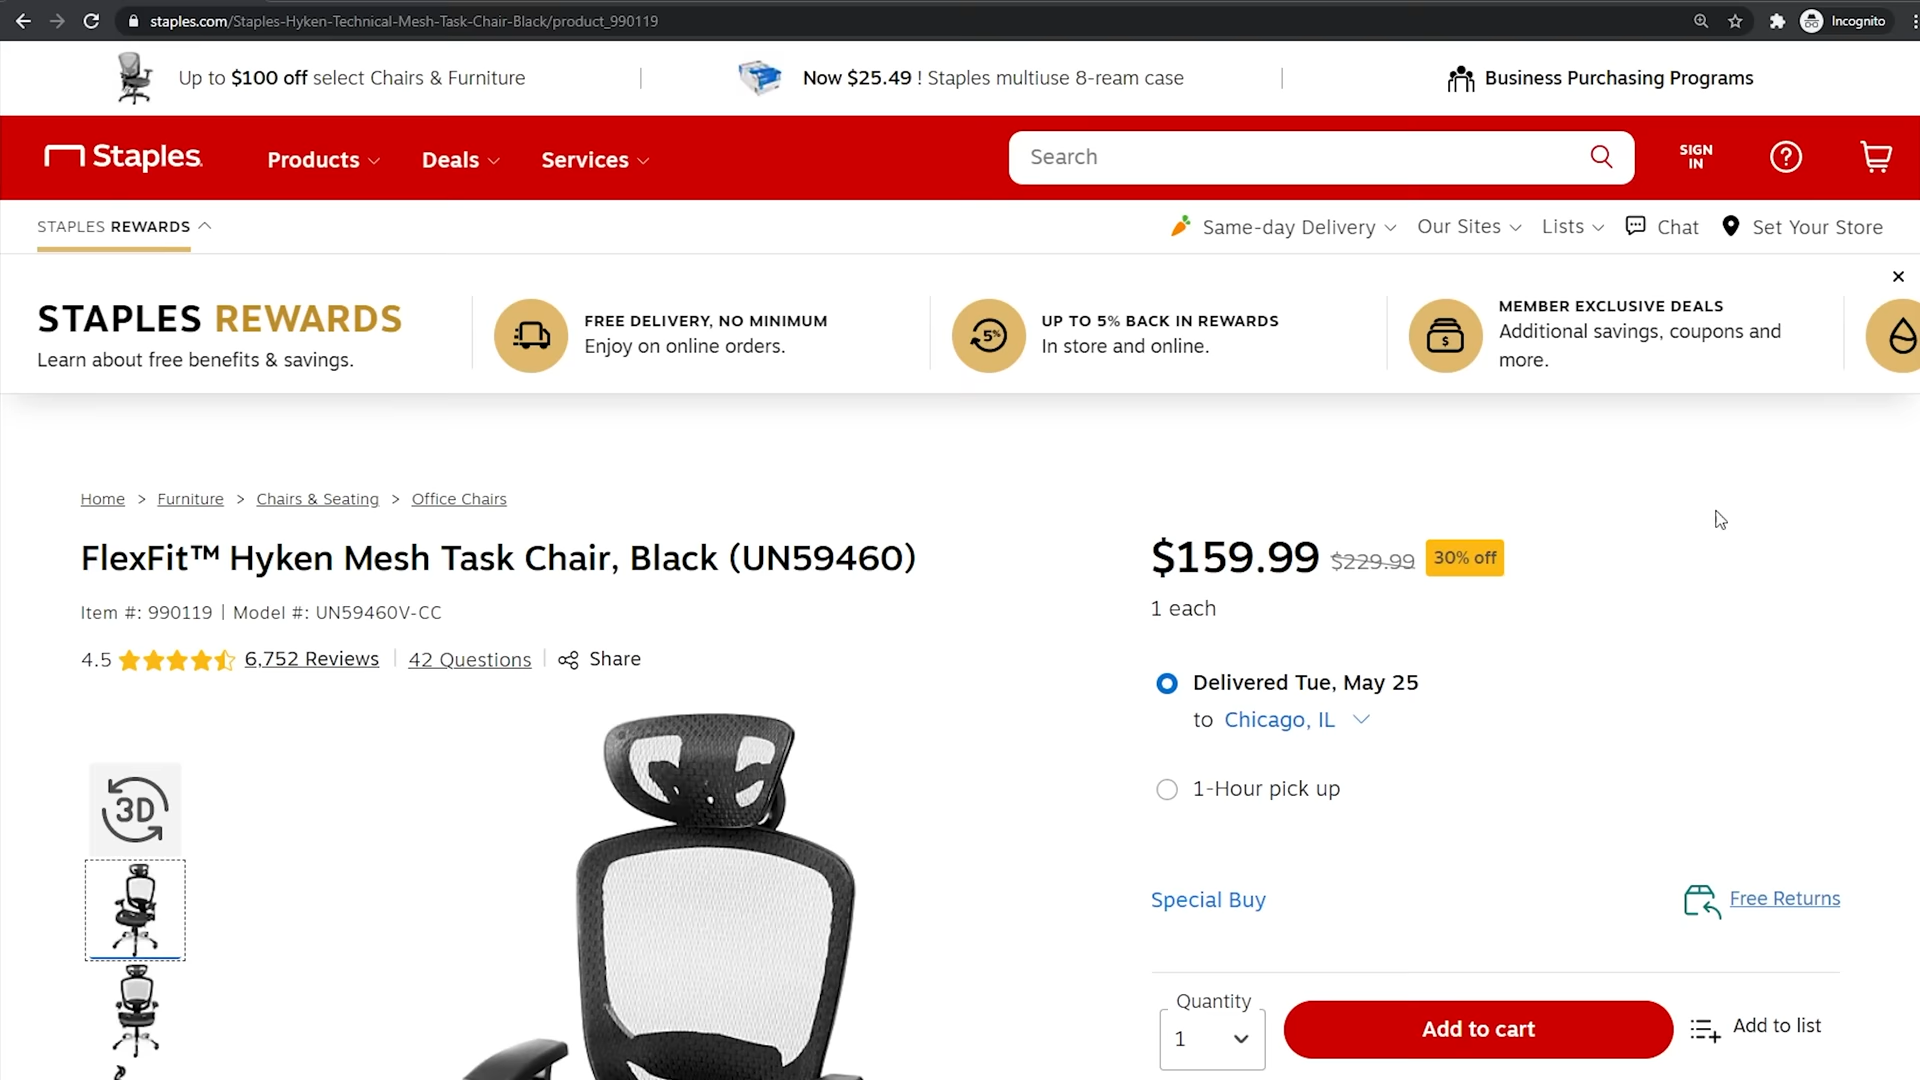 staples.com/Staples-Hyken-Technical-Mesh-Task-Chair-Black/product_990119
Incognito
Up to $100 off select Chairs & Furniture
Now $25.49 ! Staples multiuse 8-ream case
Business Purchasing Programs
Staples
Products
Deals
Services
Search
SIGN
IN
?
STAPLES REWARDS
Same-day Delivery
Our Sites
Lists
Chat
Set Your Store
STAPLES REWARDS
Learn about free benefits & savings.
FREE DELIVERY, NO MINIMUM
Enjoy on online orders.
5%
UP TO 5% BACK IN REWARDS
In store and online.
$
MEMBER EXCLUSIVE DEALS
Additional savings, coupons and
more.
Home > Furniture > Chairs & Seating > Office Chairs
FlexFit™ Hyken Mesh Task Chair, Black (UN59460)
Item #: 990119 | Model #: UN59460V-CC
4.5 6,752 Reviews | 42 Questions | Share
3D
$159.99 $229.99 30% off
1 each
Delivered Tue, May 25
to Chicago, IL
1-Hour pick up
Special Buy
Free Returns
Quantity
1
Add to cart
Add to list